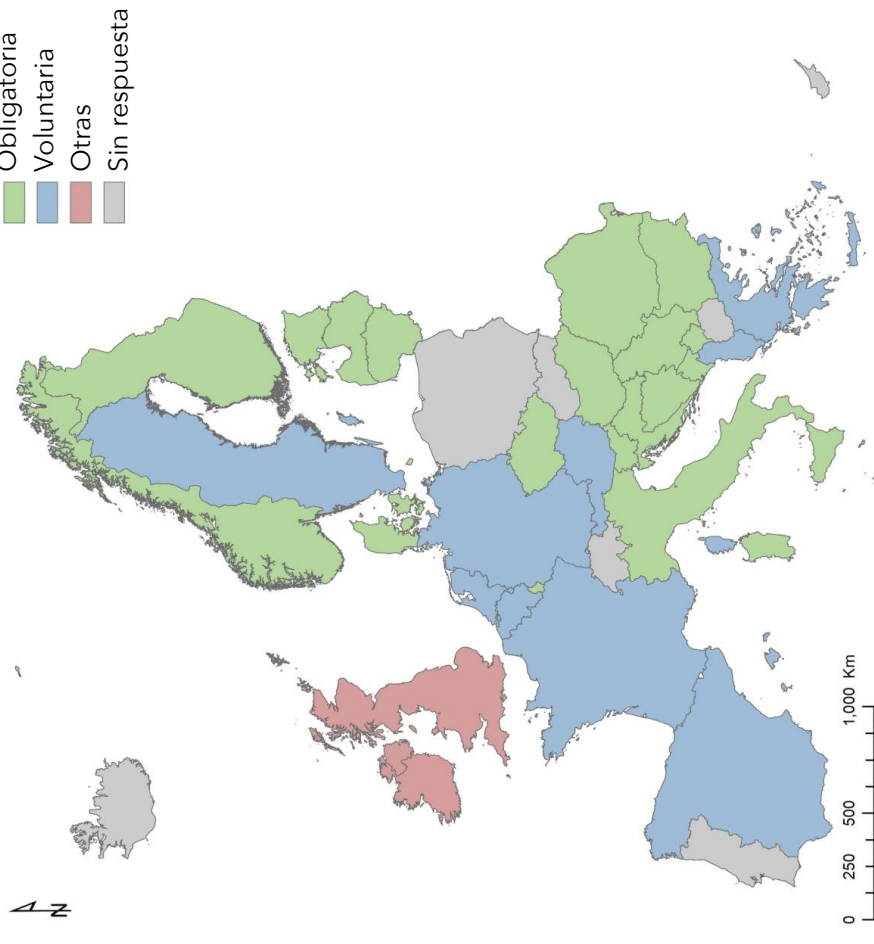 Obligatoria
Voluntaria
Otras
Sin respuesta
N
0 250 500 1,000 Km